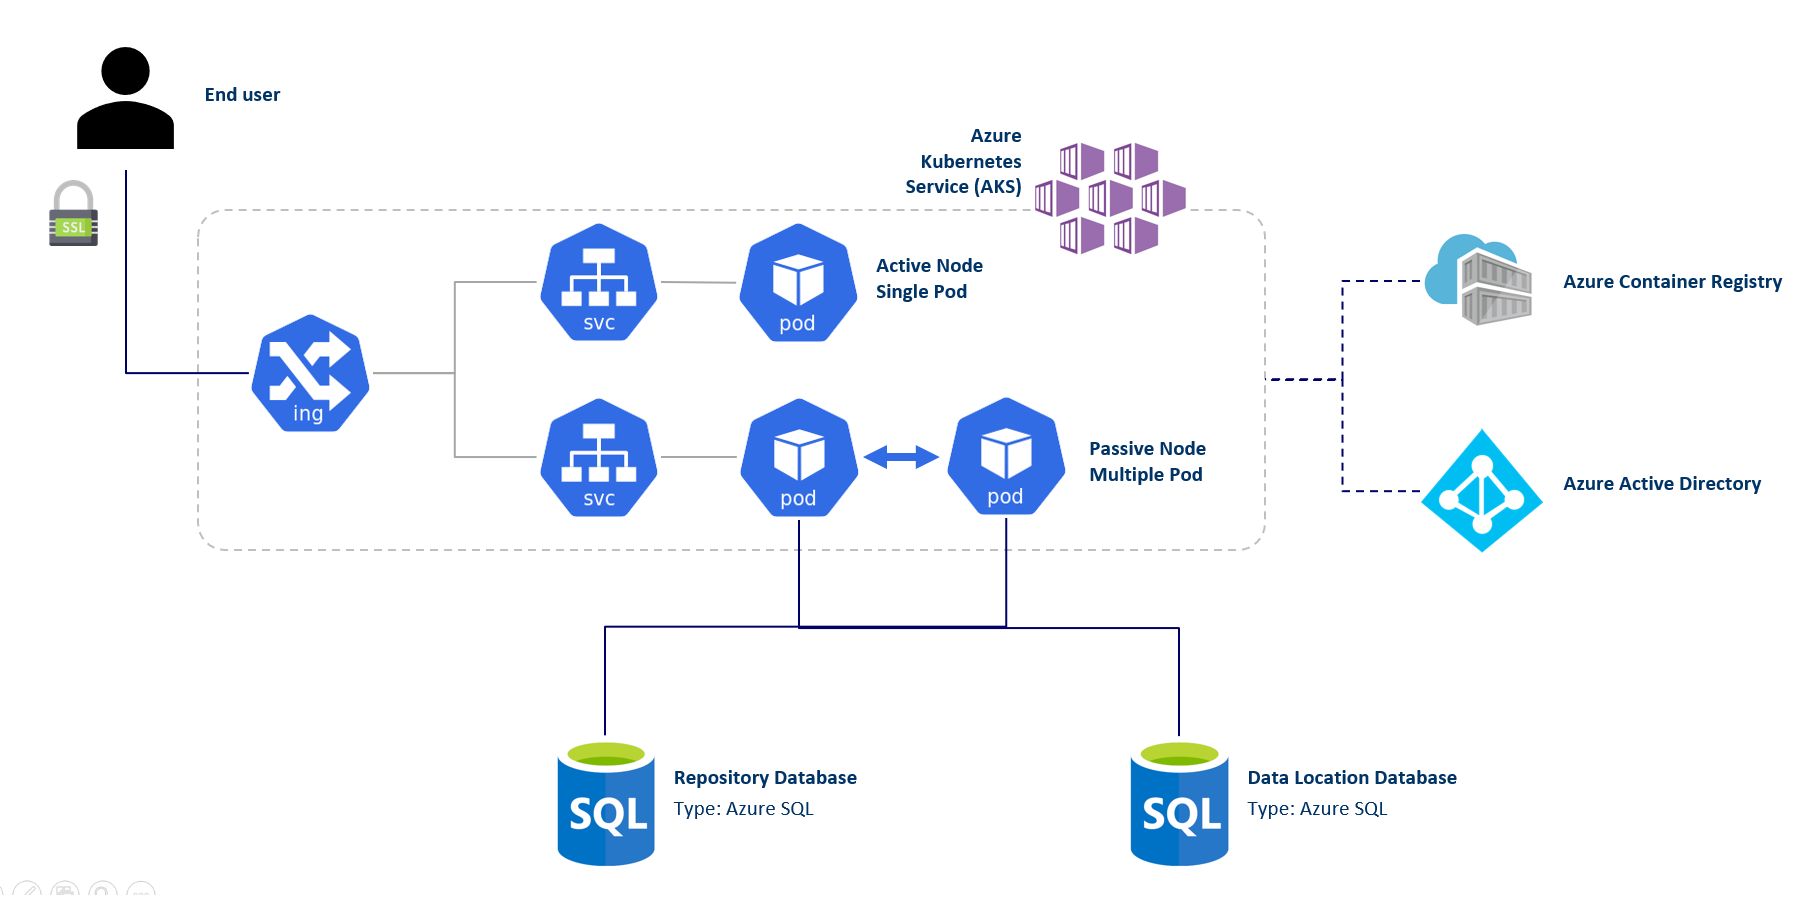 End user
SSL
Azure
Kubernetes
Service (AKS)
svc
pod
Active Node
Single Pod
Azure Container Registry
ing
svc
pod
pod
Passive Node
Multiple Pod
Azure Active Directory
SQL
Repository Database
Type: Azure SQL
SQL
Data Location Database
Type: Azure SQL